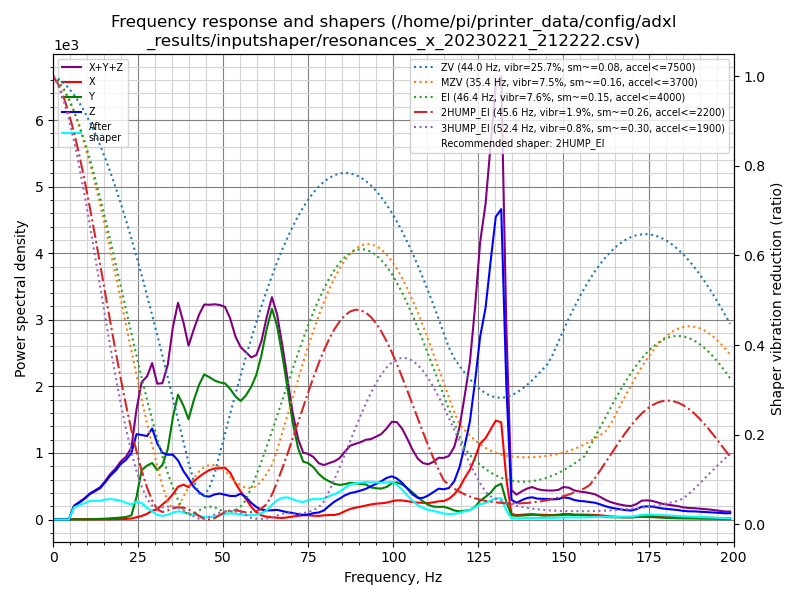 Frequency response and shapers (/home/pi/printer_data/config/adxl
_results/inputshaper/resonances_x_20230221_212222.csv)
1e3
X+Y+Z
X
Y
Z
After
shaper
ZV (44.0 Hz, vibr=25.7%, sm~=0.08, accel<=7500)
MZV (35.4 Hz, vibr=7.5%, sm~=0.16, accel<=3700)
EI (46.4 Hz, vibr=7.6%, sm~=0.15, accel<=4000)
2HUMP_EI (45.6 Hz, vibr=1.9%, sm~=0.26, accel<=2200)
3HUMP_EI (52.4 Hz, vibr=0.8%, sm~=0.30, accel<=1900)
Recommended shaper: 2HUMP_EI
Power spectral density
6
5
4
3
2
1
0
1.0
0.8
0.6
0.4
0.2
0.0
Shaper vibration reduction (ratio)
0 25 50 75 100 125 150 175 200
Frequency, Hz